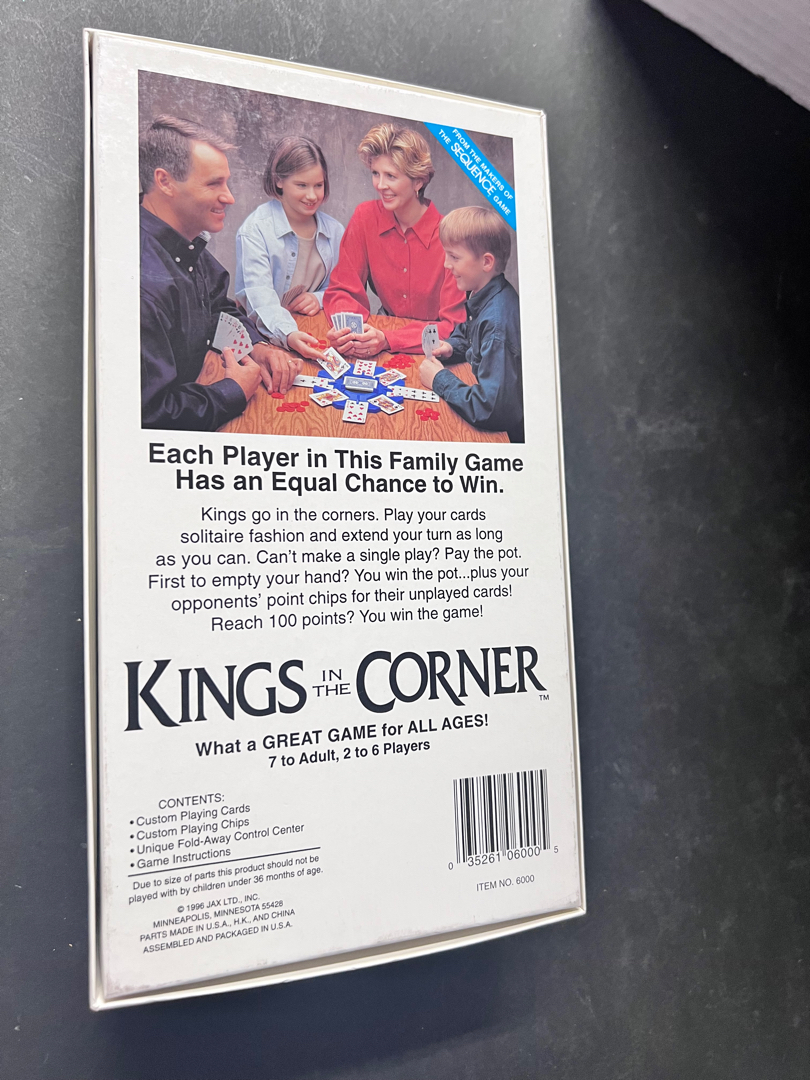 FROM THE MAKERS OF
THE SEQUENCE GAME
Each Player in This Family Game
Has an Equal Chance to Win.
Kings go in the corners. Play your cards
solitaire fashion and extend your turn as long
as you can. Can't make a single play? Pay the pot.
First to empty your hand? You win the pot...plus your
opponents' point chips for their unplayed cards!
Reach 100 points? You win the game!
KINGS IN THE CORNER™
What a GREAT GAME for ALL AGES!
7 to Adult, 2 to 6 Players
CONTENTS:
• Custom Playing Cards
• Custom Playing Chips
• Unique Fold-Away Control Center
• Game Instructions
Due to size of parts this product should not be
played with by children under 36 months of age.
© 1996 JAX LTD., INC.
MINNEAPOLIS, MINNESOTA 55428
PARTS MADE IN U.S.A., H.K., AND CHINA
ASSEMBLED AND PACKAGED IN U.S.A.
0 35261 06000 5
ITEM NO. 6000